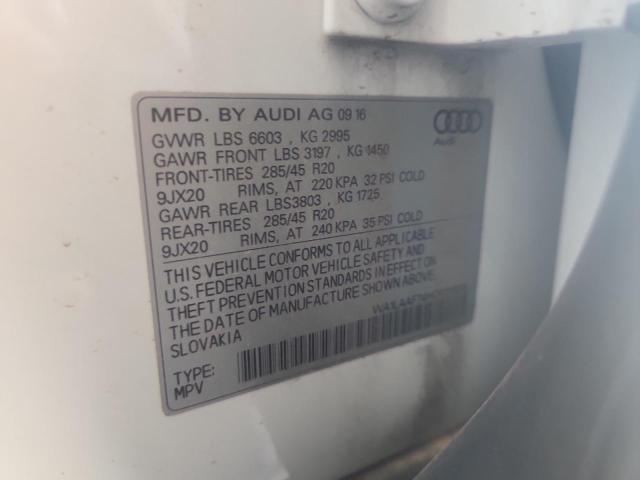 MFD. BY AUDI AG 09 16
GVWR LBS 6603 , KG 2995
GAWR FRONT LBS 3197 , KG 1450
FRONT-TIRES 285/45 R20
9JX20 RIMS, AT 220 KPA 32 PSI COLD
GAWR REAR LBS3803 , KG 1725
REAR-TIRES 285/45 R20
9JX20 RIMS, AT 240 KPA 35 PSI COLD
THIS VEHICLE CONFORMS TO ALL APPLICABLE
U.S. FEDERAL MOTOR VEHICLE SAFETY AND
THEFT PREVENTION STANDARDS IN EFFECT ON
THE DATE OF MANUFACTURE SHOWN ABOVE.
SLOVAKIA
TYPE:
MPV
Audi